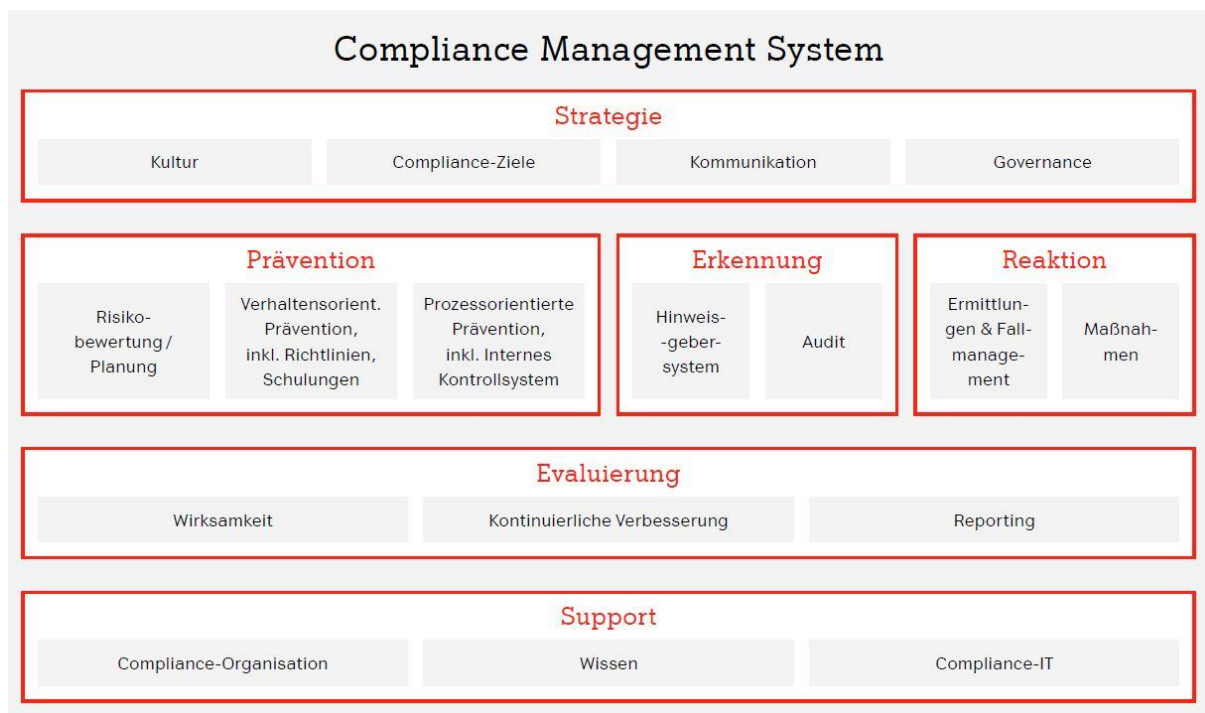 Compliance Management System
Strategie
Kultur
Compliance-Ziele
Kommunikation
Governance
Prävention
Risiko-
bewertung /
Planung
Verhaltensorient.
Prävention,
inkl. Richtlinien,
Schulungen
Prozessorientierte
Prävention,
inkl. Internes
Kontrollsystem
Erkennung
Hinweis-
-geber-
system
Audit
Reaktion
Ermittlun-
gen & Fall-
manage-
ment
Maßnah-
men
Evaluierung
Wirksamkeit
Kontinuierliche Verbesserung
Reporting
Support
Compliance-Organisation
Wissen
Compliance-IT